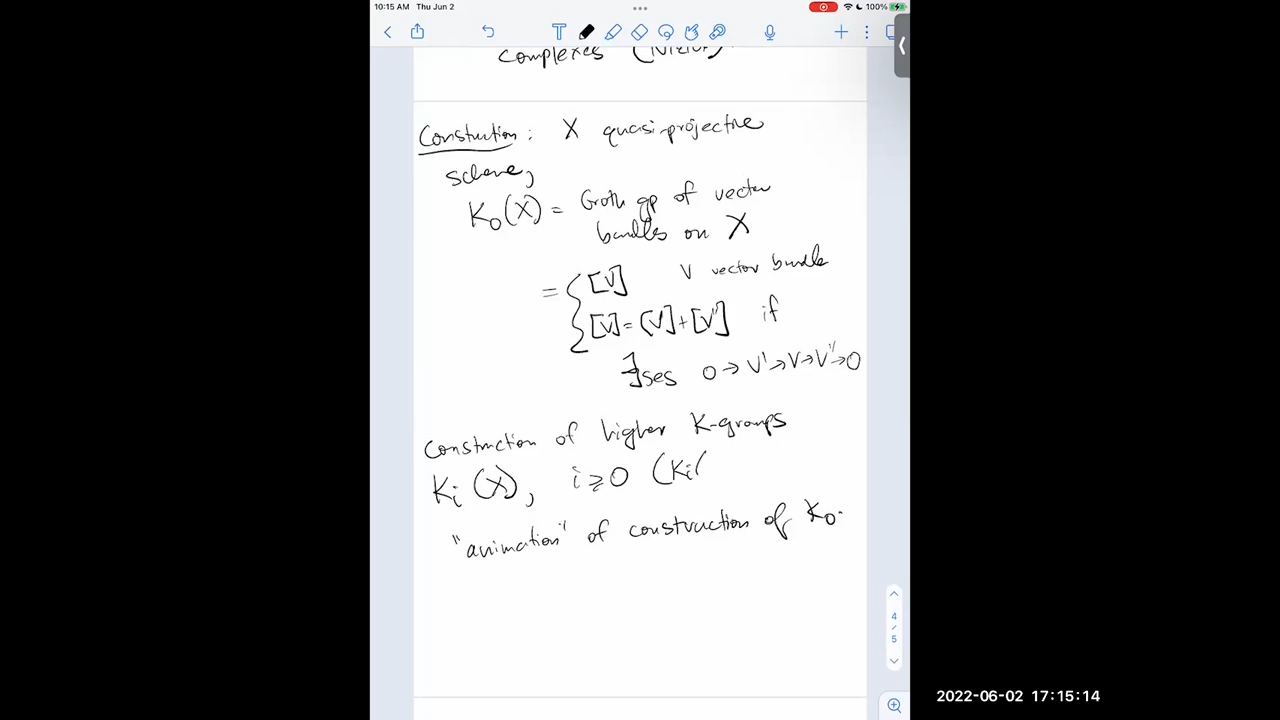 10:15 AM Thu Jun 2
100%
T
complexes
Construction: X quasi-projective
scheme,
K₀(X) = Groth gp of vector
bundles on X
= { [V] V vector bundle
[V] = [V'] + [V''] if
∃ ses 0 → V' → V → V'' → 0
Construction of higher K-groups
Kᵢ(X), i ≥ 0 (Kᵢ(
"animation" of construction of K₀.
4
/
5
2022-06-02 17:15:14